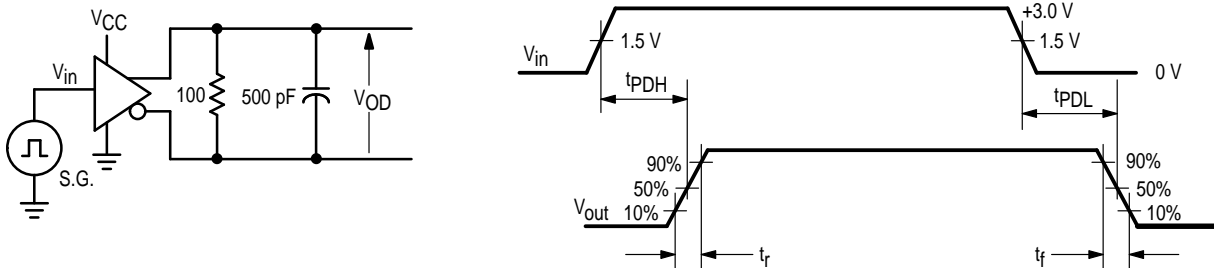 VCC
Vin
S.G.
100
500 pF
VOD
Vin
1.5 V
+3.0 V
1.5 V
0 V
tPDH
tPDL
90%
50%
10%
Vout
90%
50%
10%
tr
tf